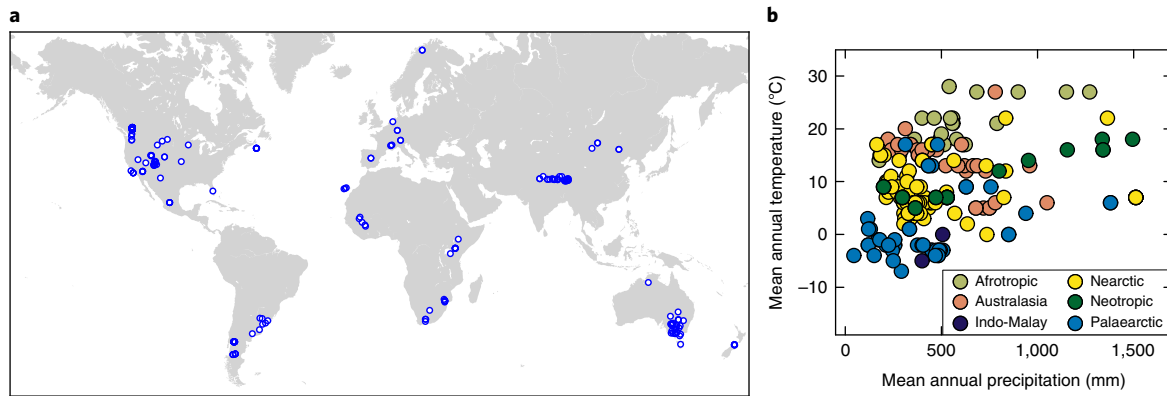 a
b
Mean annual temperature (°C)
30
20
10
0
−10
Afrotropic
Nearctic
Australasia
Neotropic
Indo-Malay
Palaearctic
0
500
1,000
1,500
Mean annual precipitation (mm)